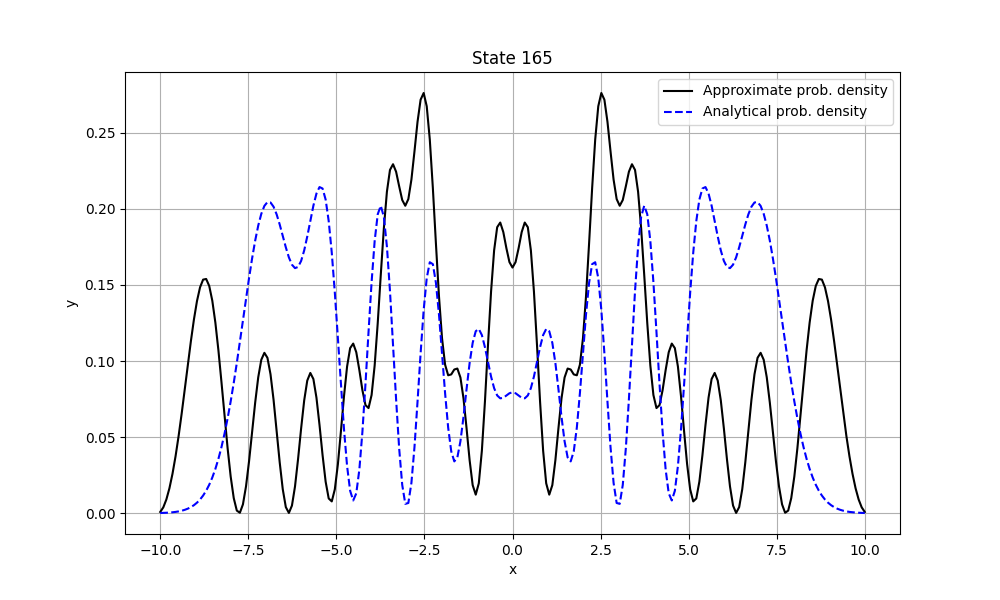 State 165
Approximate prob. density
Analytical prob. density
y
0.25
0.20
0.15
0.10
0.05
0.00
−10.0 −7.5 −5.0 −2.5 0.0 2.5 5.0 7.5 10.0
x